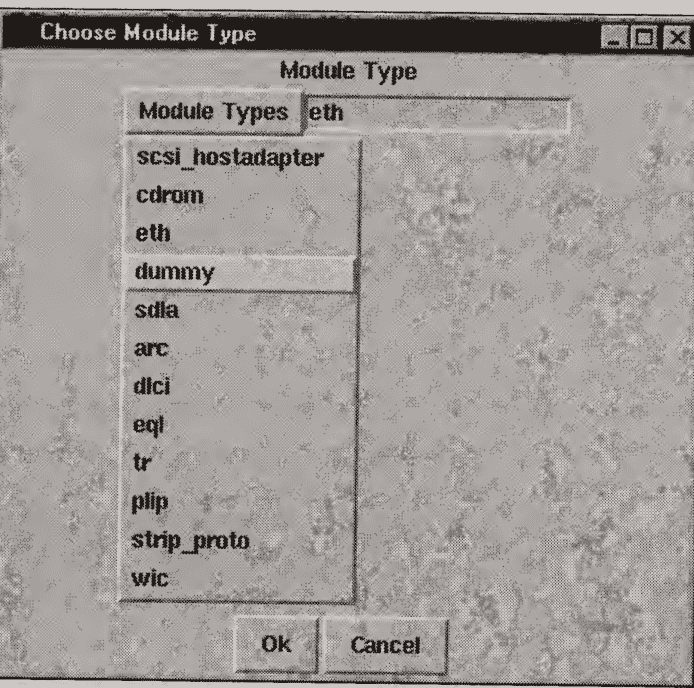 Choose Module Type
Module Type
Module Types eth
scsi_hostadapter
cdrom
eth
dummy
sdla
arc
dlci
eql
tr
plip
strip_proto
wic
Ok Cancel